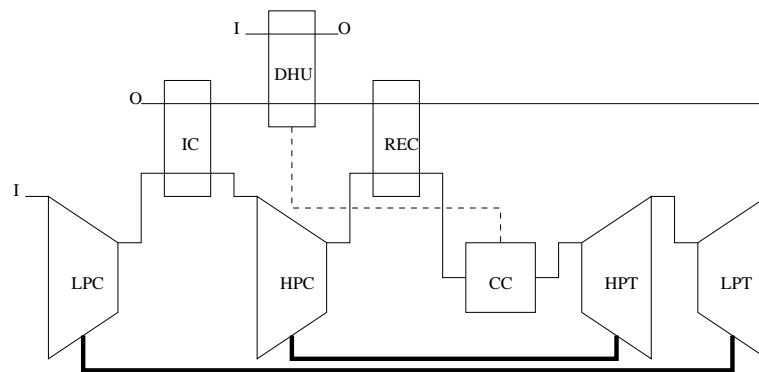 I O
DHU
O
IC REC
I
LPC HPC CC HPT LPT